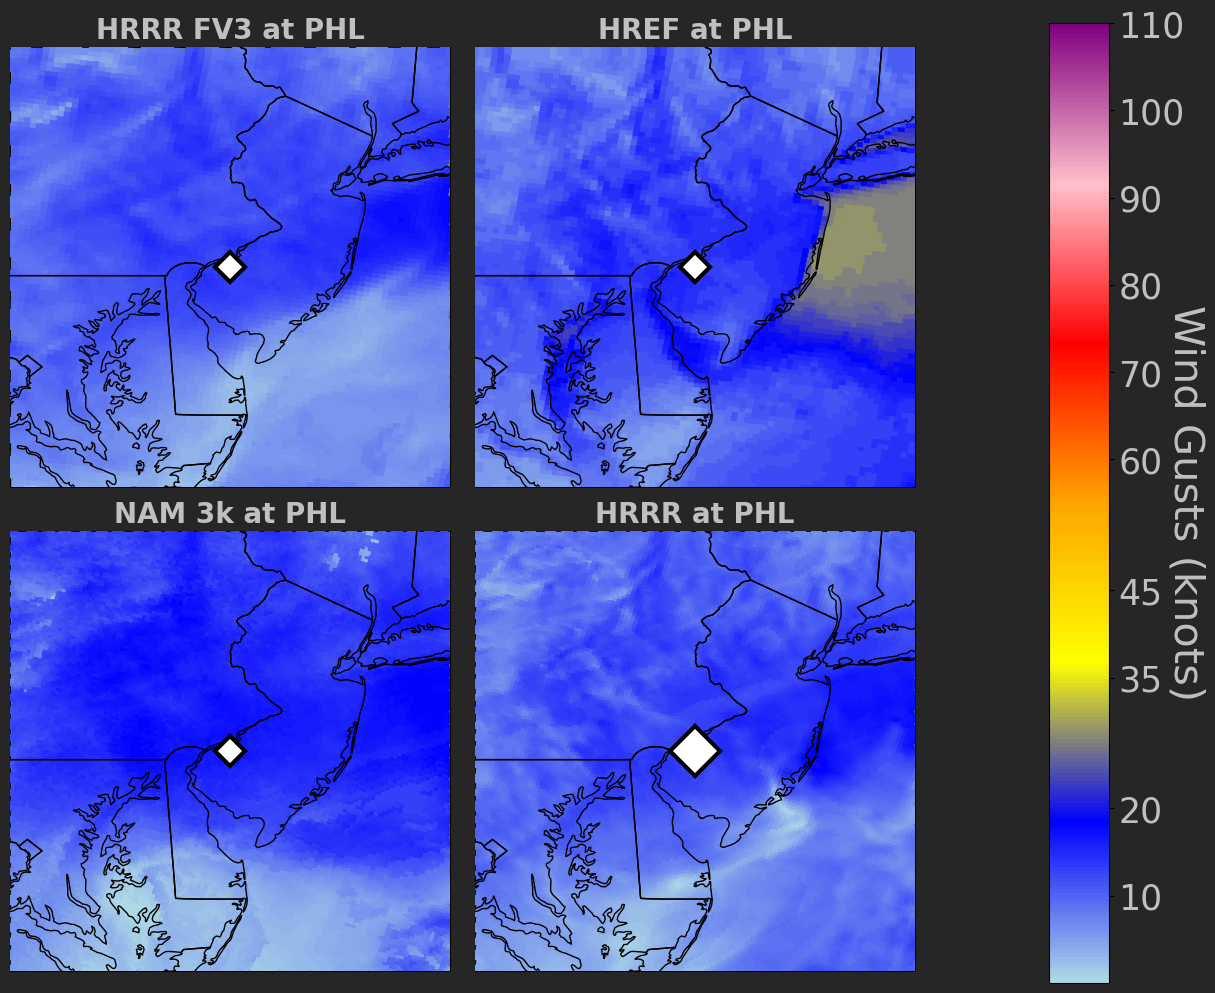 HRRR FV3 at PHL
HREF at PHL
NAM 3k at PHL
HRRR at PHL
110
100
90
80
70
60
45
35
20
10
Wind Gusts (knots)